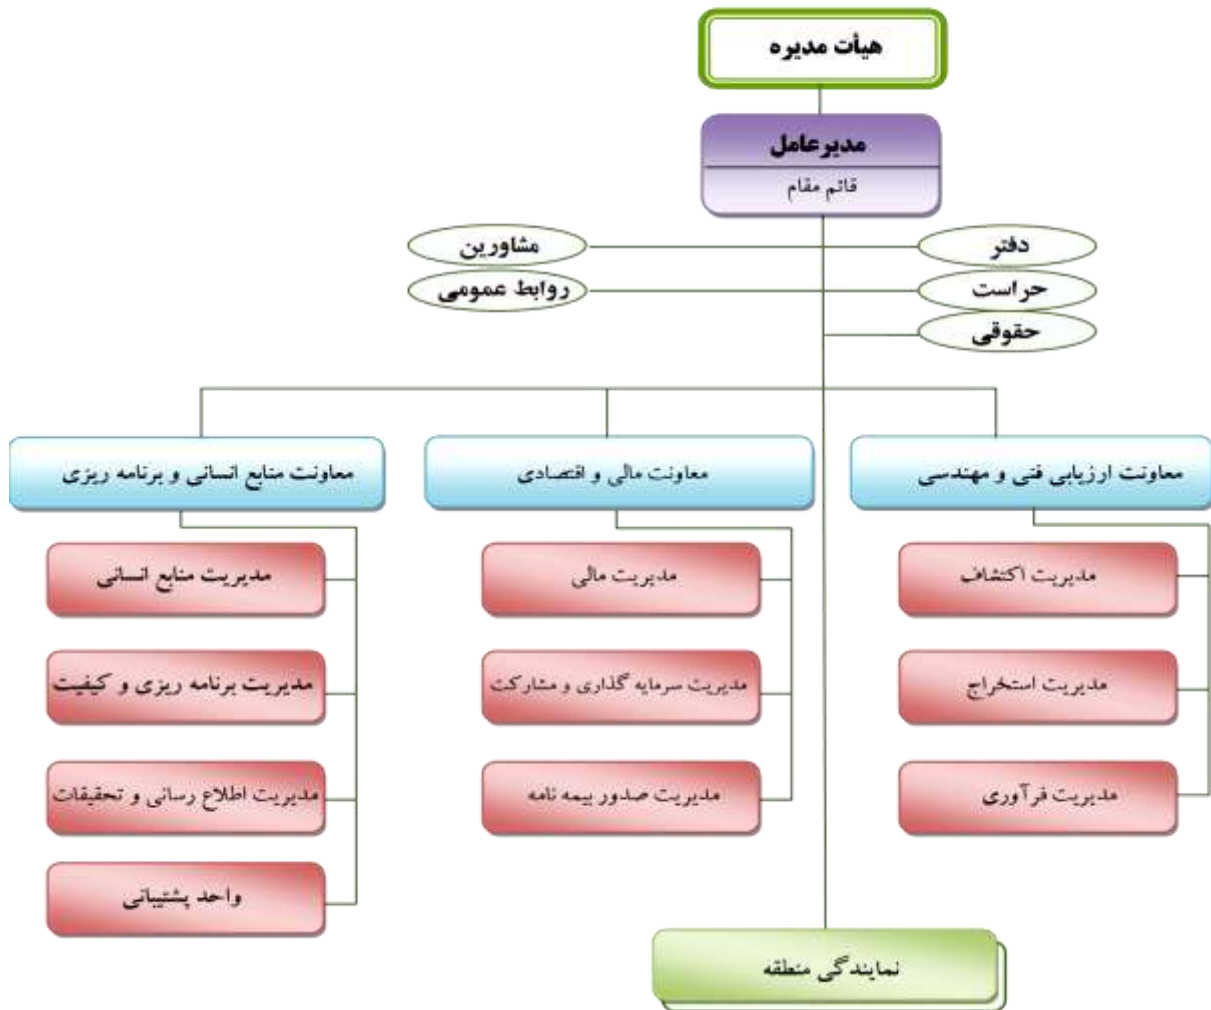 هیأت مدیره
مدیرعامل
قائم مقام
دفتر
مشاورین
حراست
روابط عمومی
حقوقی
معاونت ارزیابی فنی و مهندسی
معاونت مالی و اقتصادی
معاونت منابع انسانی و برنامه ریزی
مدیریت اکتشاف
مدیریت استخراج
مدیریت فرآوری
مدیریت مالی
مدیریت سرمایه گذاری و مشارکت
مدیریت صدور بیمه نامه
مدیریت منابع انسانی
مدیریت برنامه ریزی و کیفیت
مدیریت اطلاع رسانی و تحقیقات
واحد پشتیبانی
نمایندگی منطقه